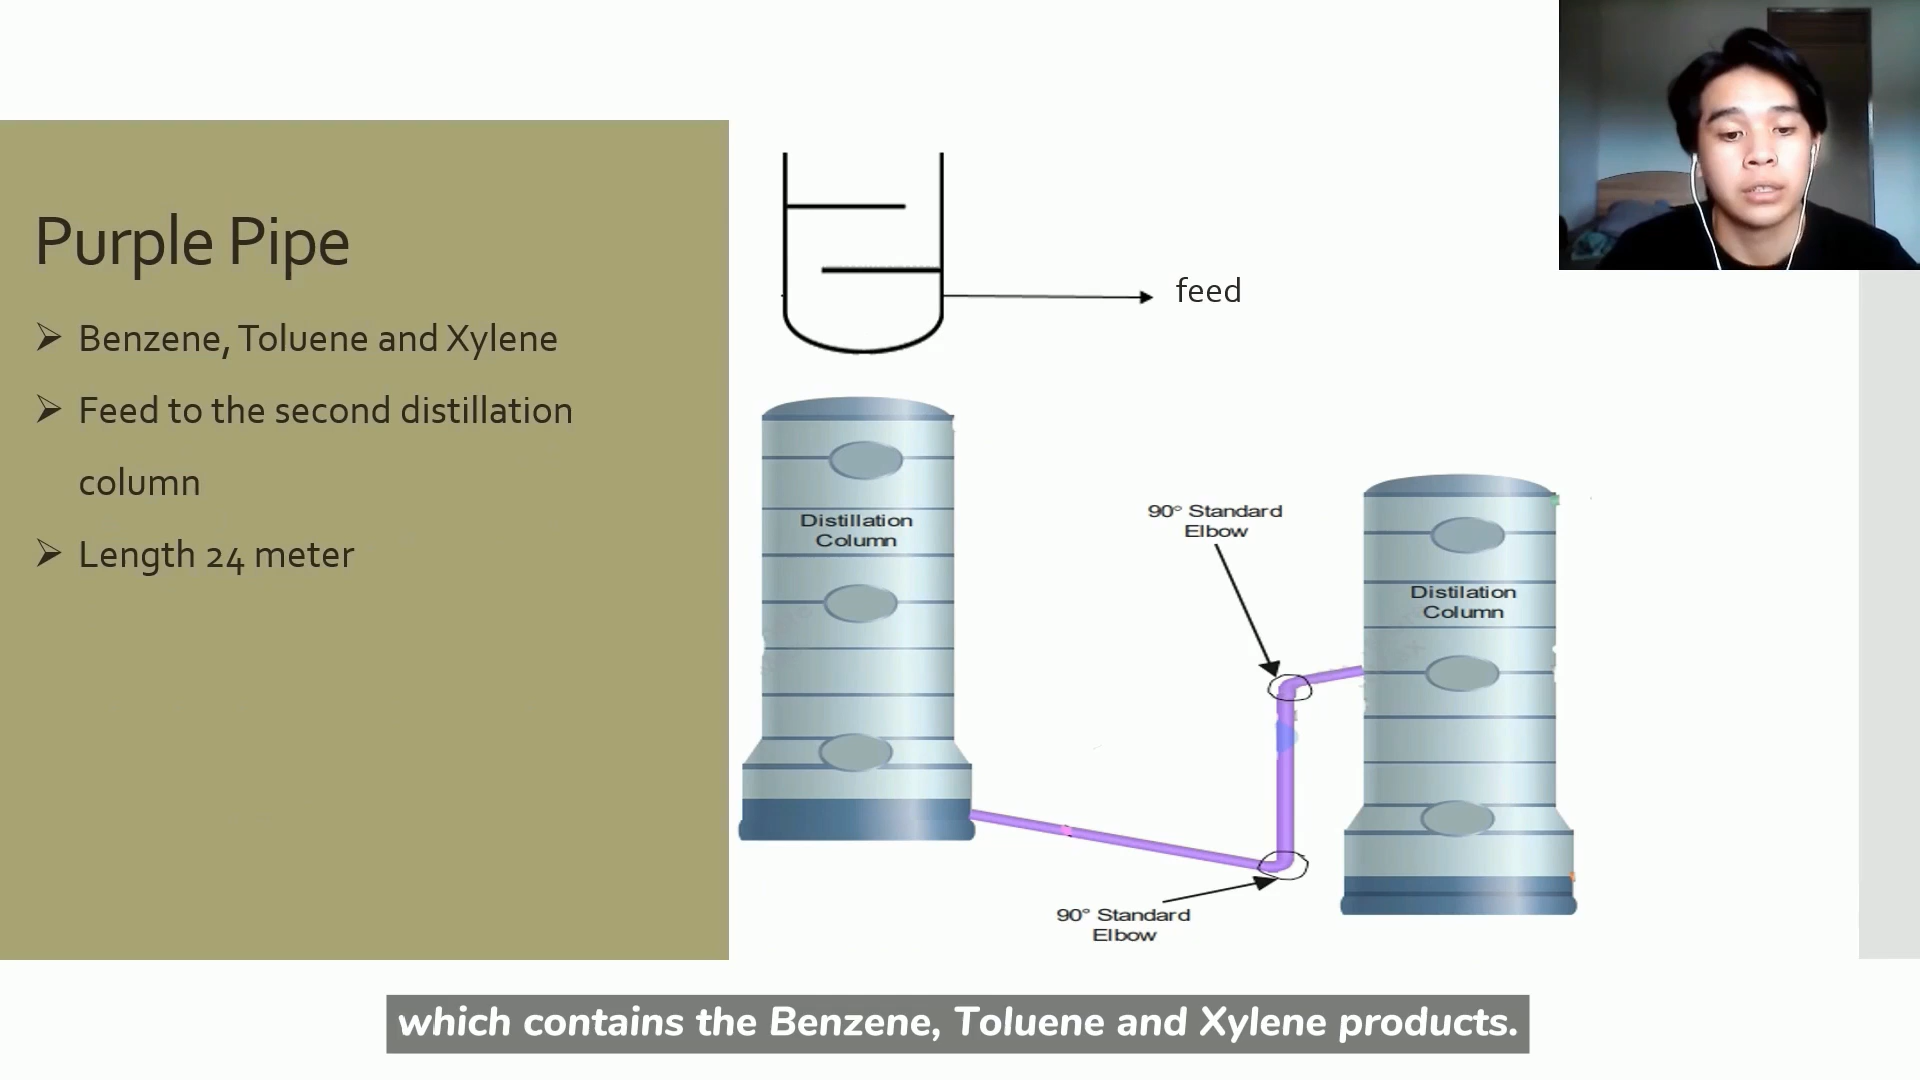 Purple Pipe
Benzene, Toluene and Xylene
Feed to the second distillation
column
Length 24 meter
feed
Distillation
Column
90° Standard
Elbow
Distilation
Column
90° Standard
Elbow
which contains the Benzene, Toluene and Xylene products.